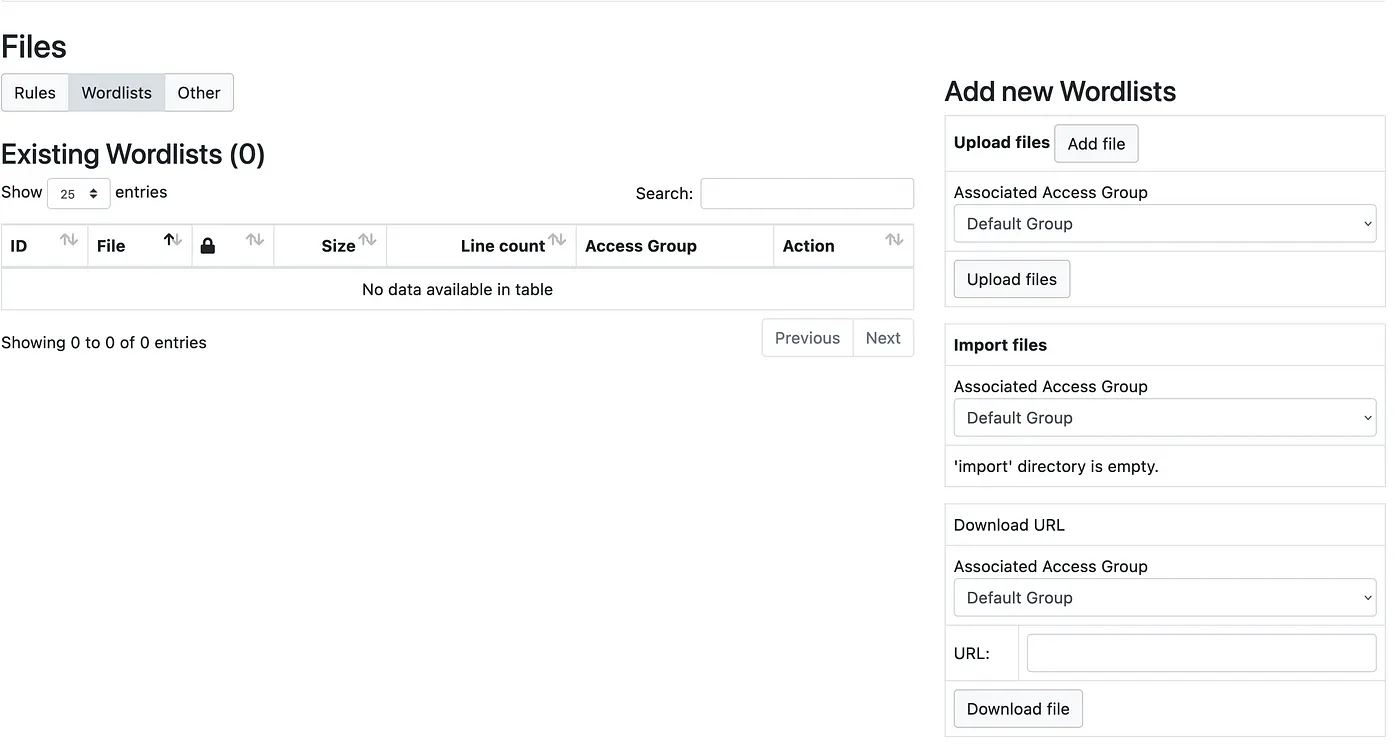 Files
Rules Wordlists Other
Existing Wordlists (0)
Show 25 entries
Search:
ID File Size Line count Access Group Action
No data available in table
Showing 0 to 0 of 0 entries
Previous Next
Add new Wordlists
Upload files Add file
Associated Access Group
Default Group
Upload files
Import files
Associated Access Group
Default Group
'import' directory is empty.
Download URL
Associated Access Group
Default Group
URL:
Download file